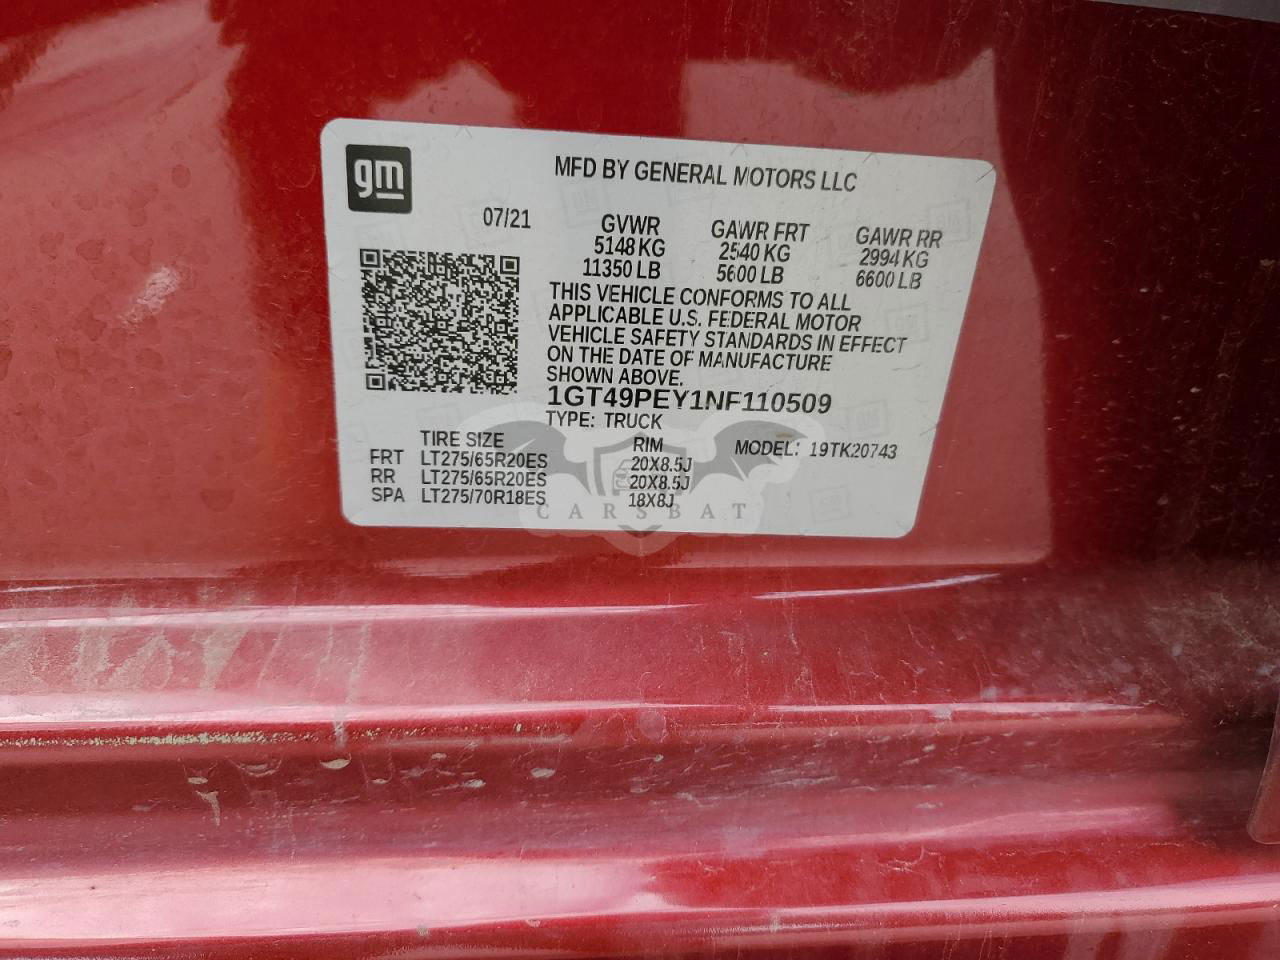 gm
MFD BY GENERAL MOTORS LLC
07/21
GVWR GAWR FRT GAWR RR
5148 KG 2540 KG 2994 KG
11350 LB 5600 LB 6600 LB
THIS VEHICLE CONFORMS TO ALL
APPLICABLE U.S. FEDERAL MOTOR
VEHICLE SAFETY STANDARDS IN EFFECT
ON THE DATE OF MANUFACTURE
SHOWN ABOVE.
1GT49PEY1NF110509
TYPE: TRUCK
TIRE SIZE RIM MODEL: 19TK20743
FRT LT275/65R20ES 20X8.5J
RR LT275/65R20ES 20X8.5J
SPA LT275/70R18ES 18X8J
CARSBAT